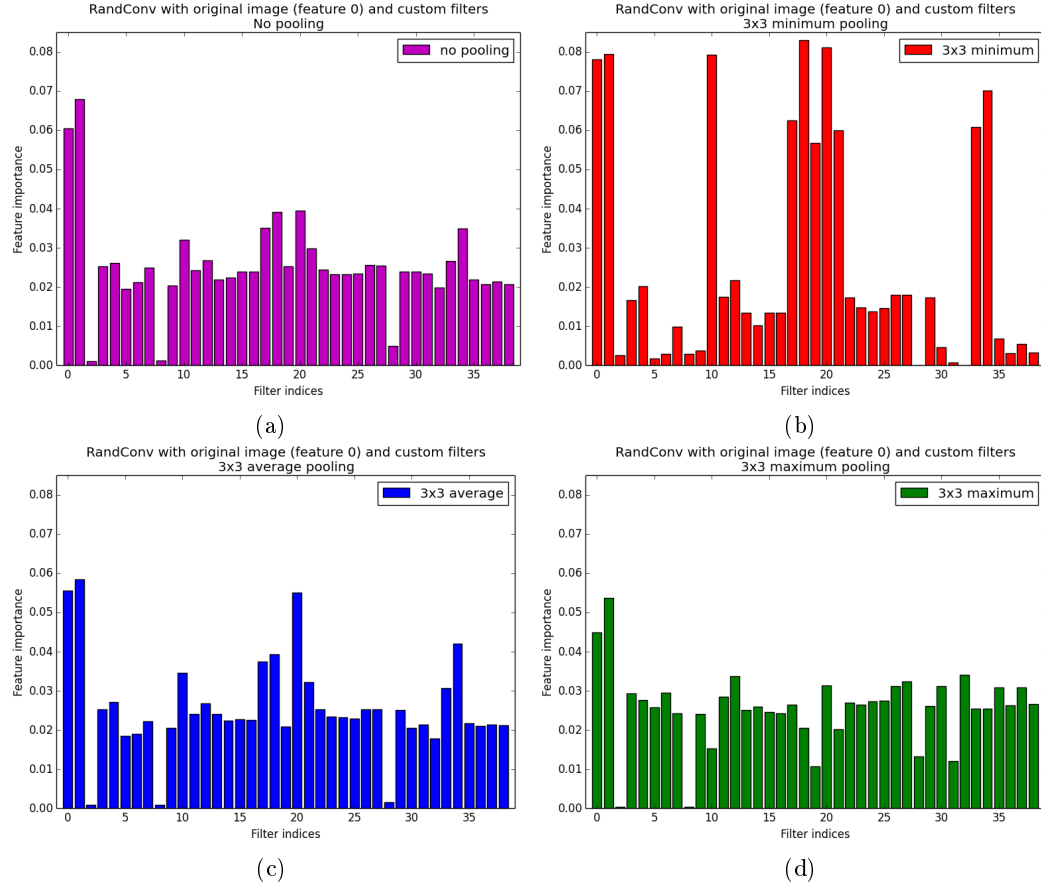 RandConv with original image (feature 0) and custom filters
No pooling
no pooling
Feature importance
0.08
0.07
0.06
0.05
0.04
0.03
0.02
0.01
0.00
0 5 10 15 20 25 30 35
Filter indices
(a)
RandConv with original image (feature 0) and custom filters
3x3 minimum pooling
3x3 minimum
Feature importance
0.08
0.07
0.06
0.05
0.04
0.03
0.02
0.01
0.00
0 5 10 15 20 25 30 35
Filter indices
(b)
RandConv with original image (feature 0) and custom filters
3x3 average pooling
3x3 average
Feature importance
0.08
0.07
0.06
0.05
0.04
0.03
0.02
0.01
0.00
0 5 10 15 20 25 30 35
Filter indices
(c)
RandConv with original image (feature 0) and custom filters
3x3 maximum pooling
3x3 maximum
Feature importance
0.08
0.07
0.06
0.05
0.04
0.03
0.02
0.01
0.00
0 5 10 15 20 25 30 35
Filter indices
(d)